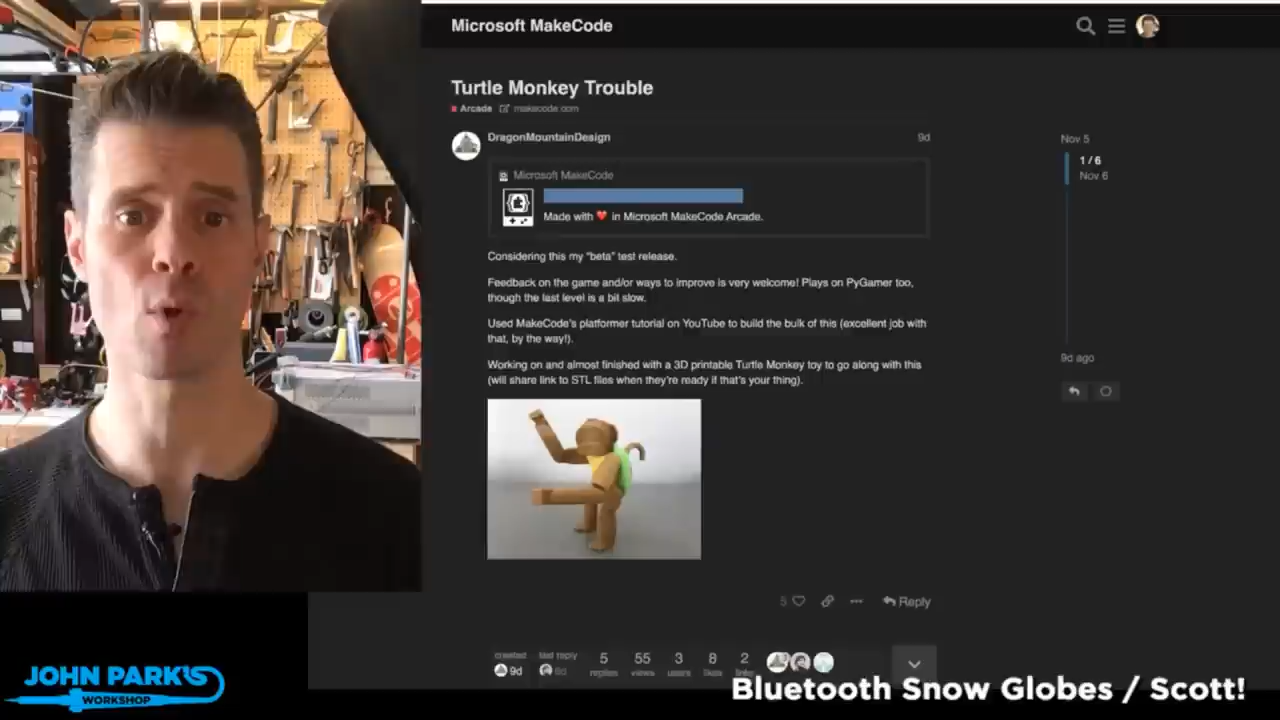 Microsoft MakeCode
Turtle Monkey Trouble
Arcade makecode.com
DragonMountainDesign 9d
Microsoft MakeCode
Made with ❤ in Microsoft MakeCode Arcade.
Considering this my "beta" test release.
Feedback on the game and/or ways to improve is very welcome! Plays on PyGamer too,
though the last level is a bit slow.
Used MakeCode's platformer tutorial on YouTube to build the bulk of this (excellent job with
that, by the way!).
Working on and almost finished with a 3D printable Turtle Monkey toy to go along with this
(will share link to STL files when they're ready if that's your thing).
5 Reply
created last reply 5 55 3 8 2
9d 6d replies views users likes links
Nov 5
1 / 6
Nov 6
9d ago
JOHN PARK'S
WORKSHOP
Bluetooth Snow Globes / Scott!